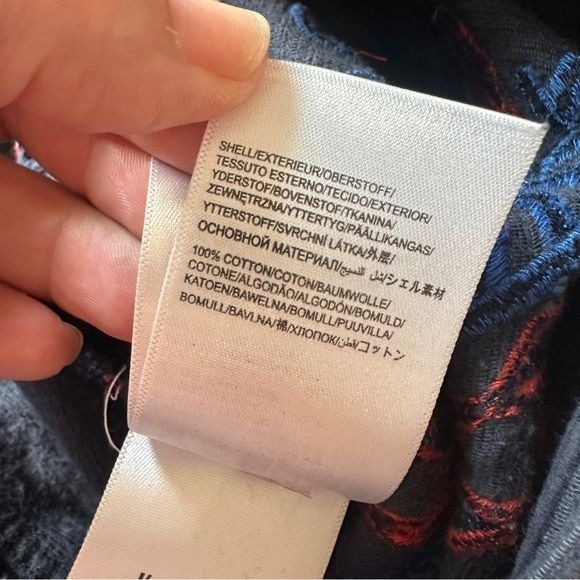 SHELL/EXTERIEUR/OBERSTOFF/
TESSUTO ESTERNO/TECIDO/EXTERIOR/
YDERSTOF/BOVENSTOF/TKANINA/
ZEWNĘTRZNA/YTTERTYG/PÄÄLLIKANGAS/
YTTERSTOFF/SVRCHNÍ LÁTKA/外层/
ОСНОВНОЙ МАТЕРИАЛ/شل النسيج/シェル素材
100% COTTON/COTON/BAUMWOLLE/
COTONE/ALGODÃO/ALGODÓN/BOMULD/
KATOEN/BAWEŁNA/BOMULL/PUUVILLA/
BOMULL/BAVLNA/棉/ХЛОПОК/قطن/コットン